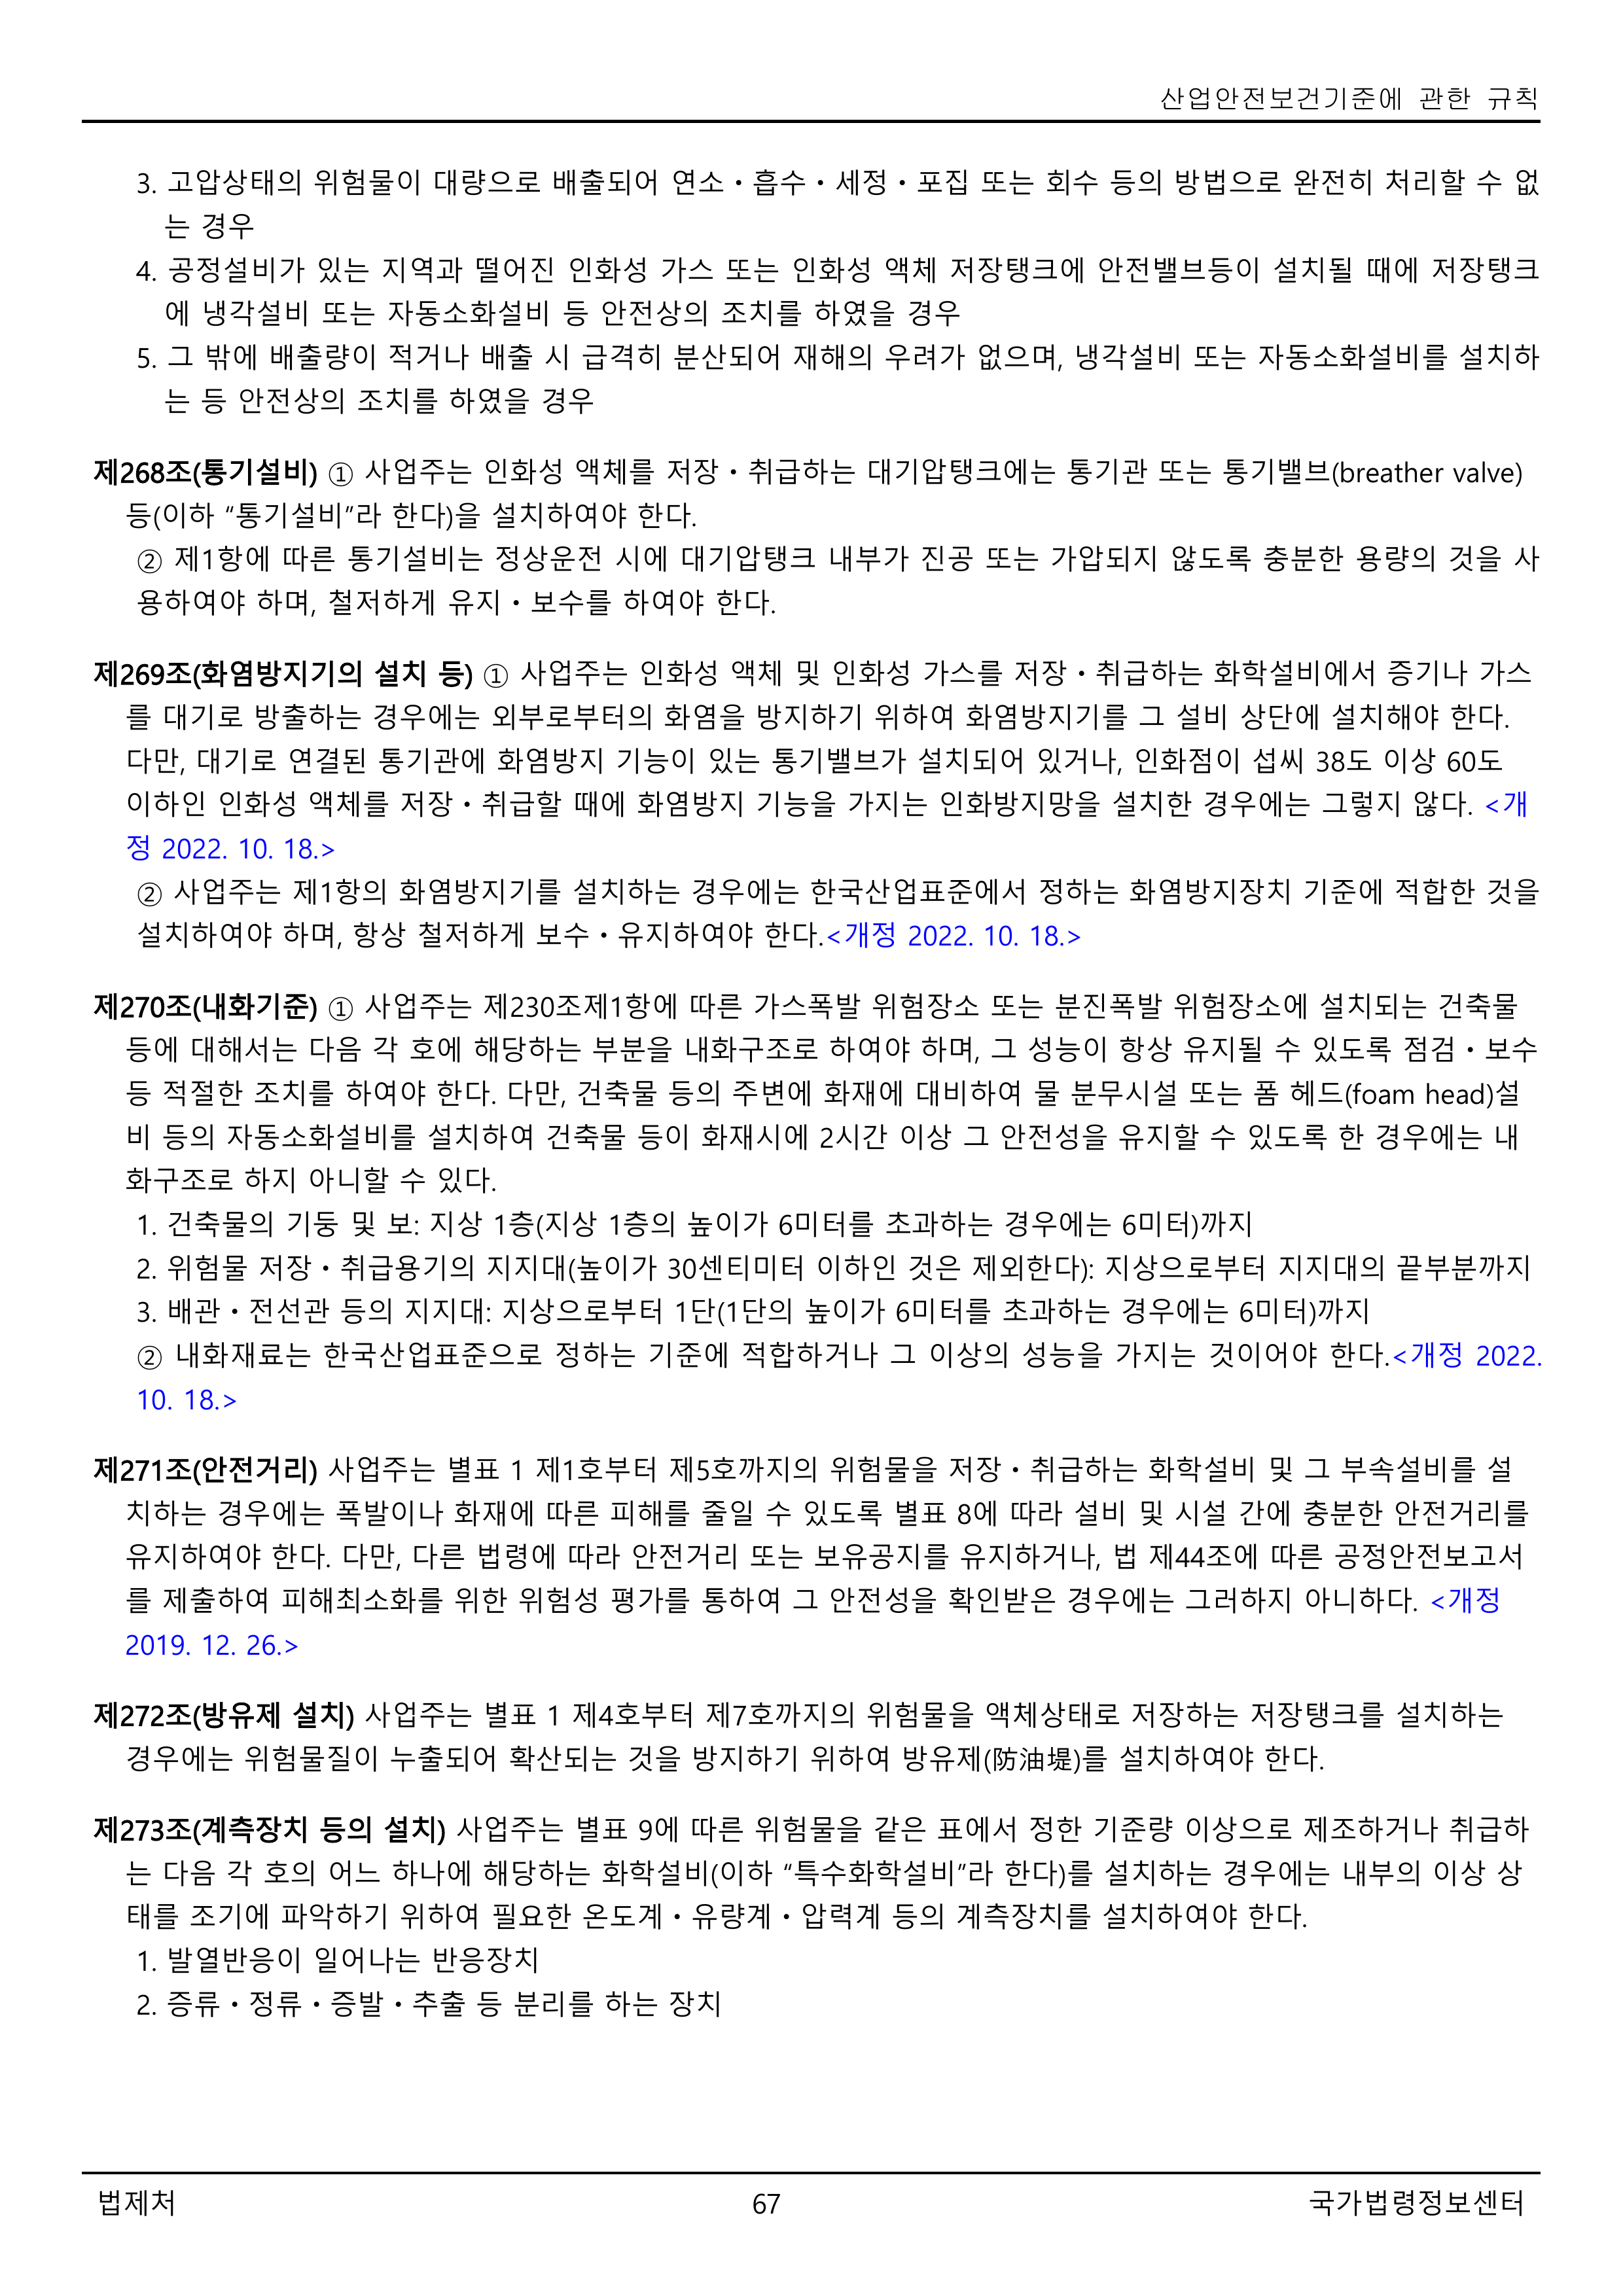 산업안전보건기준에 관한 규칙
3. 고압상태의 위험물이 대량으로 배출되어 연소ㆍ흡수ㆍ세정ㆍ포집 또는 회수 등의 방법으로 완전히 처리할 수 없
는 경우
4. 공정설비가 있는 지역과 떨어진 인화성 가스 또는 인화성 액체 저장탱크에 안전밸브등이 설치될 때에 저장탱크
에 냉각설비 또는 자동소화설비 등 안전상의 조치를 하였을 경우
5. 그 밖에 배출량이 적거나 배출 시 급격히 분산되어 재해의 우려가 없으며, 냉각설비 또는 자동소화설비를 설치하
는 등 안전상의 조치를 하였을 경우
제268조(통기설비) ① 사업주는 인화성 액체를 저장ㆍ취급하는 대기압탱크에는 통기관 또는 통기밸브(breather valve)
등(이하 “통기설비”라 한다)을 설치하여야 한다.
② 제1항에 따른 통기설비는 정상운전 시에 대기압탱크 내부가 진공 또는 가압되지 않도록 충분한 용량의 것을 사
용하여야 하며, 철저하게 유지ㆍ보수를 하여야 한다.
제269조(화염방지기의 설치 등) ① 사업주는 인화성 액체 및 인화성 가스를 저장ㆍ취급하는 화학설비에서 증기나 가스
를 대기로 방출하는 경우에는 외부로부터의 화염을 방지하기 위하여 화염방지기를 그 설비 상단에 설치해야 한다.
다만, 대기로 연결된 통기관에 화염방지 기능이 있는 통기밸브가 설치되어 있거나, 인화점이 섭씨 38도 이상 60도
이하인 인화성 액체를 저장ㆍ취급할 때에 화염방지 기능을 가지는 인화방지망을 설치한 경우에는 그렇지 않다. <개
정 2022. 10. 18.>
② 사업주는 제1항의 화염방지기를 설치하는 경우에는 한국산업표준에서 정하는 화염방지장치 기준에 적합한 것을
설치하여야 하며, 항상 철저하게 보수ㆍ유지하여야 한다.<개정 2022. 10. 18.>
제270조(내화기준) ① 사업주는 제230조제1항에 따른 가스폭발 위험장소 또는 분진폭발 위험장소에 설치되는 건축물
등에 대해서는 다음 각 호에 해당하는 부분을 내화구조로 하여야 하며, 그 성능이 항상 유지될 수 있도록 점검ㆍ보수
등 적절한 조치를 하여야 한다. 다만, 건축물 등의 주변에 화재에 대비하여 물 분무시설 또는 폼 헤드(foam head)설
비 등의 자동소화설비를 설치하여 건축물 등이 화재시에 2시간 이상 그 안전성을 유지할 수 있도록 한 경우에는 내
화구조로 하지 아니할 수 있다.
1. 건축물의 기둥 및 보: 지상 1층(지상 1층의 높이가 6미터를 초과하는 경우에는 6미터)까지
2. 위험물 저장ㆍ취급용기의 지지대(높이가 30센티미터 이하인 것은 제외한다): 지상으로부터 지지대의 끝부분까지
3. 배관ㆍ전선관 등의 지지대: 지상으로부터 1단(1단의 높이가 6미터를 초과하는 경우에는 6미터)까지
② 내화재료는 한국산업표준으로 정하는 기준에 적합하거나 그 이상의 성능을 가지는 것이어야 한다.<개정 2022.
10. 18.>
제271조(안전거리) 사업주는 별표 1 제1호부터 제5호까지의 위험물을 저장ㆍ취급하는 화학설비 및 그 부속설비를 설
치하는 경우에는 폭발이나 화재에 따른 피해를 줄일 수 있도록 별표 8에 따라 설비 및 시설 간에 충분한 안전거리를
유지하여야 한다. 다만, 다른 법령에 따라 안전거리 또는 보유공지를 유지하거나, 법 제44조에 따른 공정안전보고서
를 제출하여 피해최소화를 위한 위험성 평가를 통하여 그 안전성을 확인받은 경우에는 그러하지 아니하다. <개정
2019. 12. 26.>
제272조(방유제 설치) 사업주는 별표 1 제4호부터 제7호까지의 위험물을 액체상태로 저장하는 저장탱크를 설치하는
경우에는 위험물질이 누출되어 확산되는 것을 방지하기 위하여 방유제(防油堤)를 설치하여야 한다.
제273조(계측장치 등의 설치) 사업주는 별표 9에 따른 위험물을 같은 표에서 정한 기준량 이상으로 제조하거나 취급하
는 다음 각 호의 어느 하나에 해당하는 화학설비(이하 “특수화학설비”라 한다)를 설치하는 경우에는 내부의 이상 상
태를 조기에 파악하기 위하여 필요한 온도계ㆍ유량계ㆍ압력계 등의 계측장치를 설치하여야 한다.
1. 발열반응이 일어나는 반응장치
2. 증류ㆍ정류ㆍ증발ㆍ추출 등 분리를 하는 장치
법제처 67 국가법령정보센터